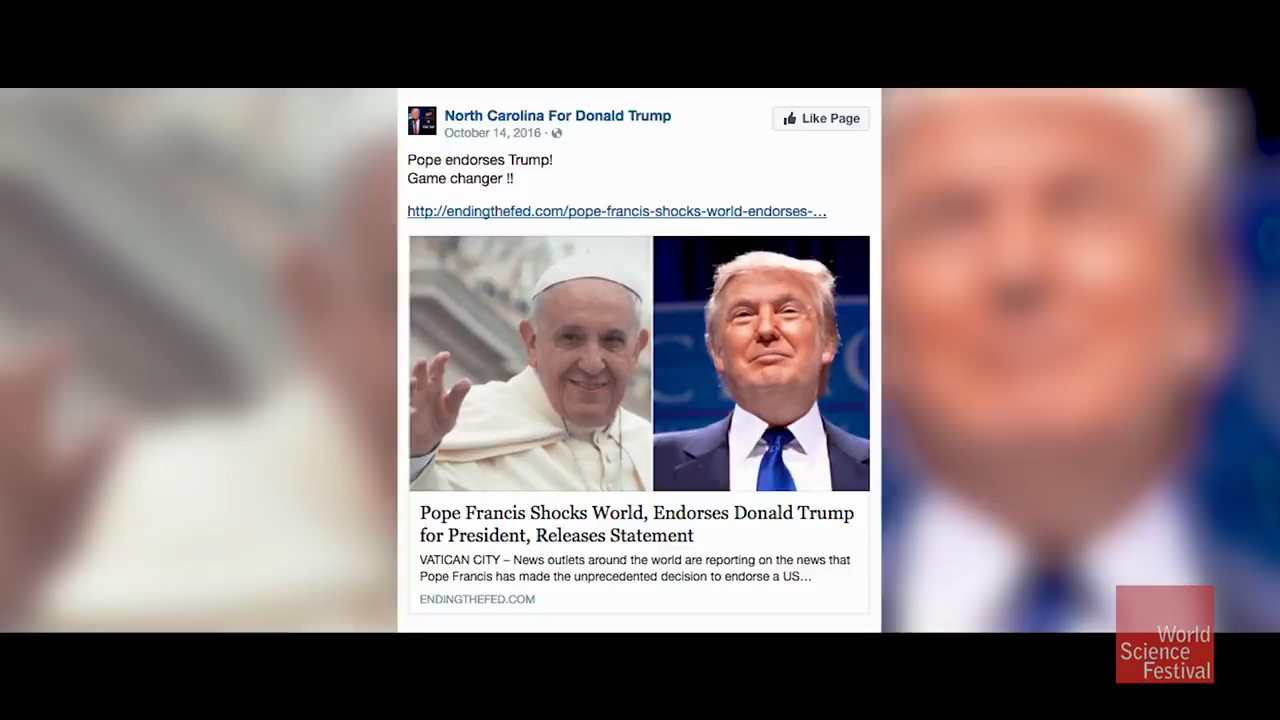 North Carolina For Donald Trump
October 14, 2016 ·
Like Page
Pope endorses Trump!
Game changer !!
http://endingthefed.com/pope-francis-shocks-world-endorses-...
Pope Francis Shocks World, Endorses Donald Trump
for President, Releases Statement
VATICAN CITY – News outlets around the world are reporting on the news that
Pope Francis has made the unprecedented decision to endorse a US...
ENDINGTHEFED.COM
World
Science
Festival